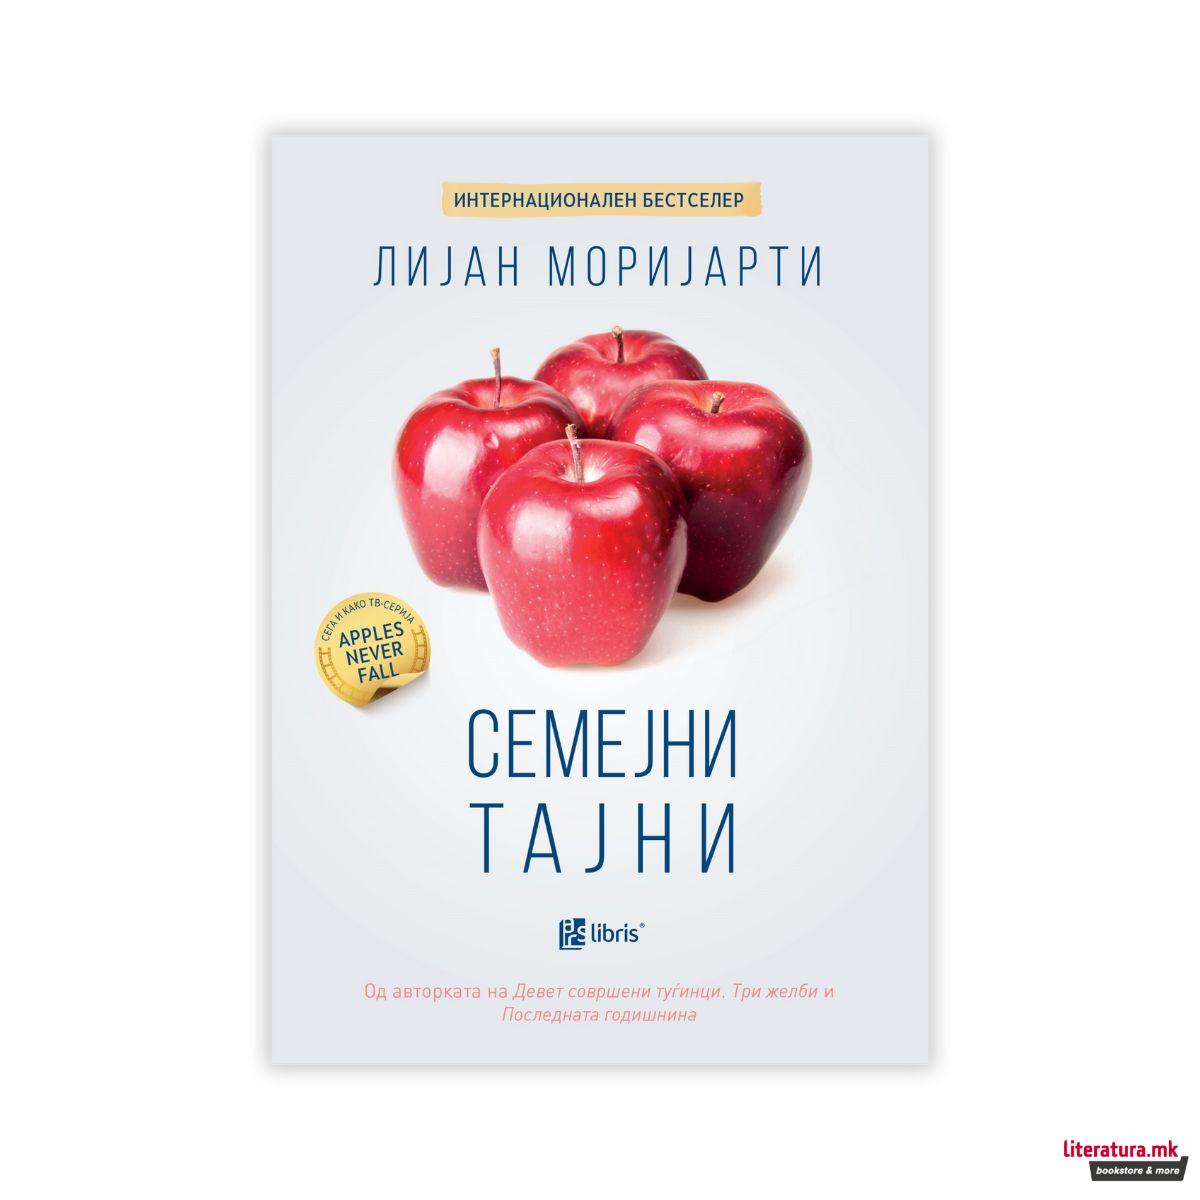 ИНТЕРНАЦИОНАЛЕН БЕСТСЕЛЕР
ЛИЈАН МОРИЈАРТИ
СЕГА И КАКО ТВ-СЕРИЈА
APPLES
NEVER
FALL
СЕМЕЈНИ
ТАЈНИ
ars libris®
Од авторката на Девет совршени туѓинци, Три желби и
Последната годишнина
literatura.mk
bookstore & more